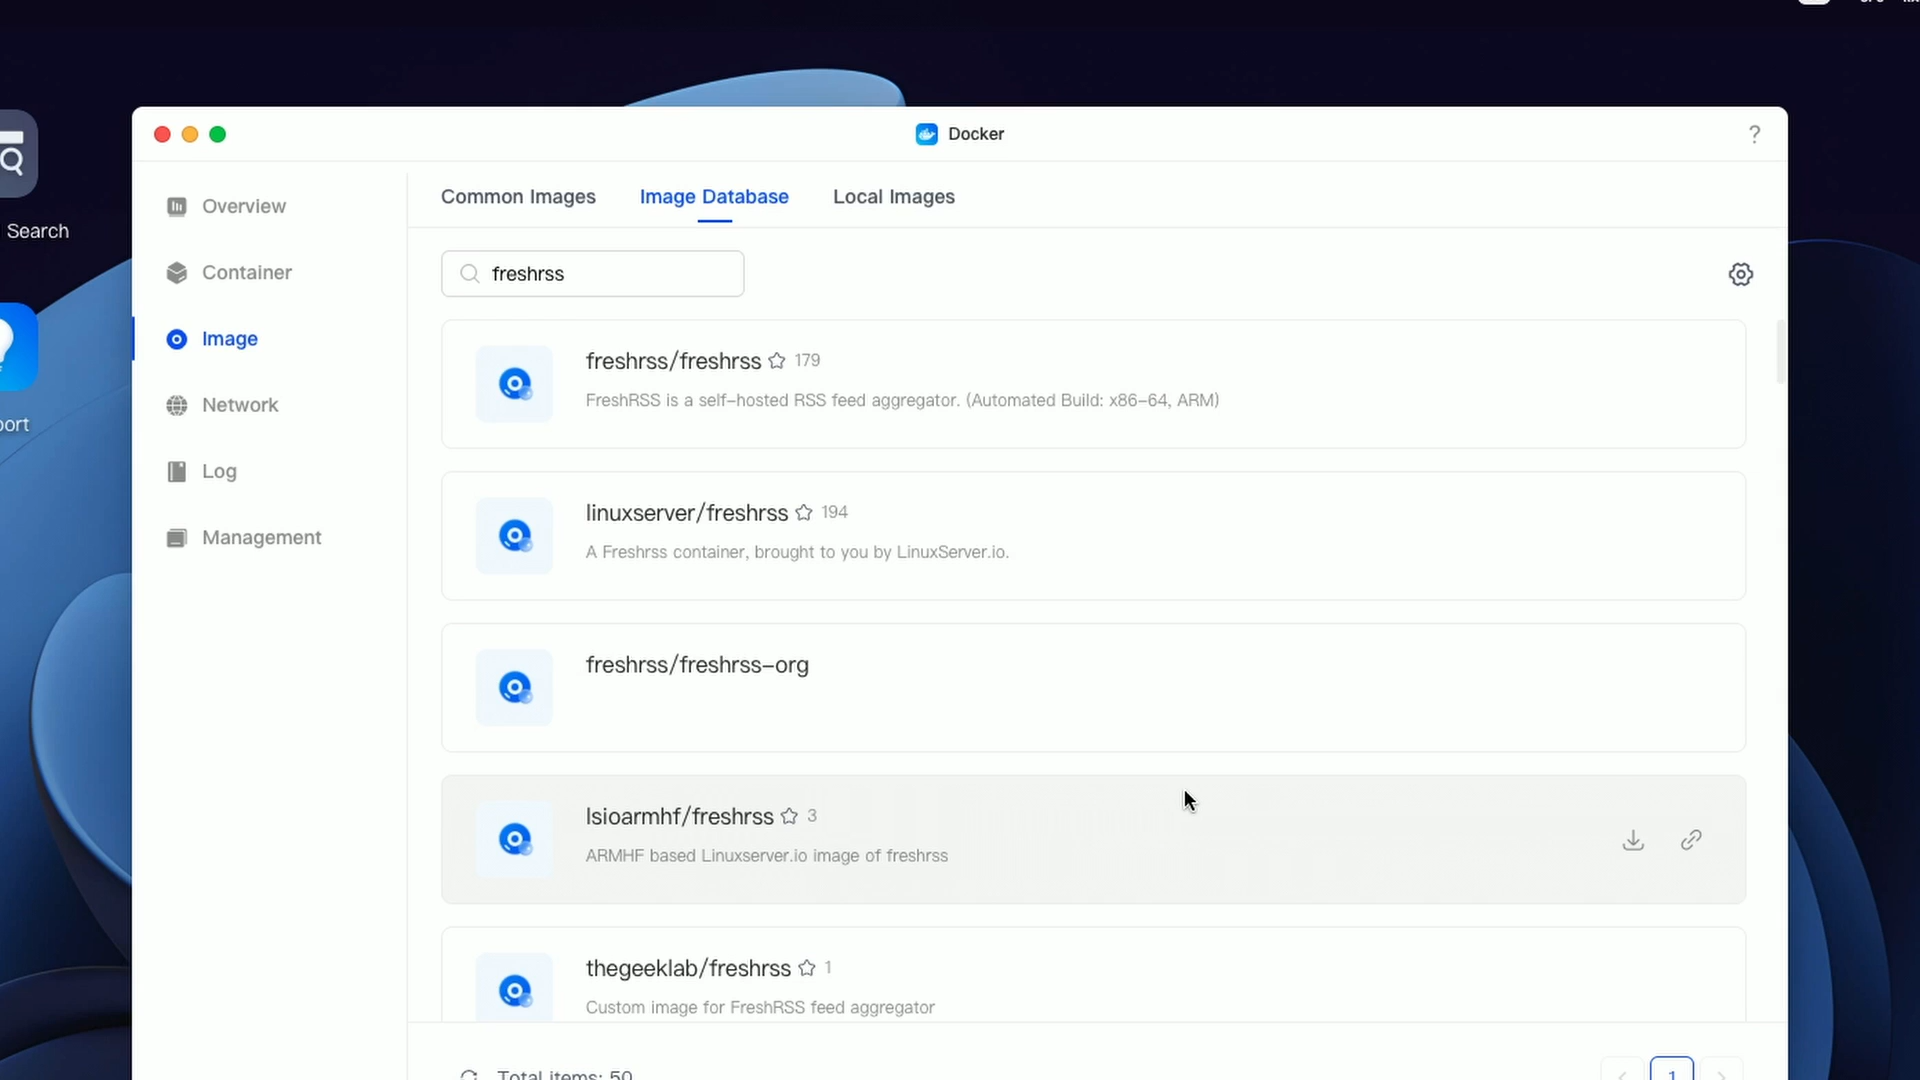 Docker
?
Search
Overview
Container
Image
Network
Log
Management
Common Images
Image Database
Local Images
freshrss
freshrss/freshrss 179
FreshRSS is a self-hosted RSS feed aggregator. (Automated Build: x86-64, ARM)
linuxserver/freshrss 194
A Freshrss container, brought to you by LinuxServer.io.
freshrss/freshrss-org
lsioarmhf/freshrss 3
ARMHF based Linuxserver.io image of freshrss
thegeeklab/freshrss 1
Custom image for FreshRSS feed aggregator
Total items: 50
1